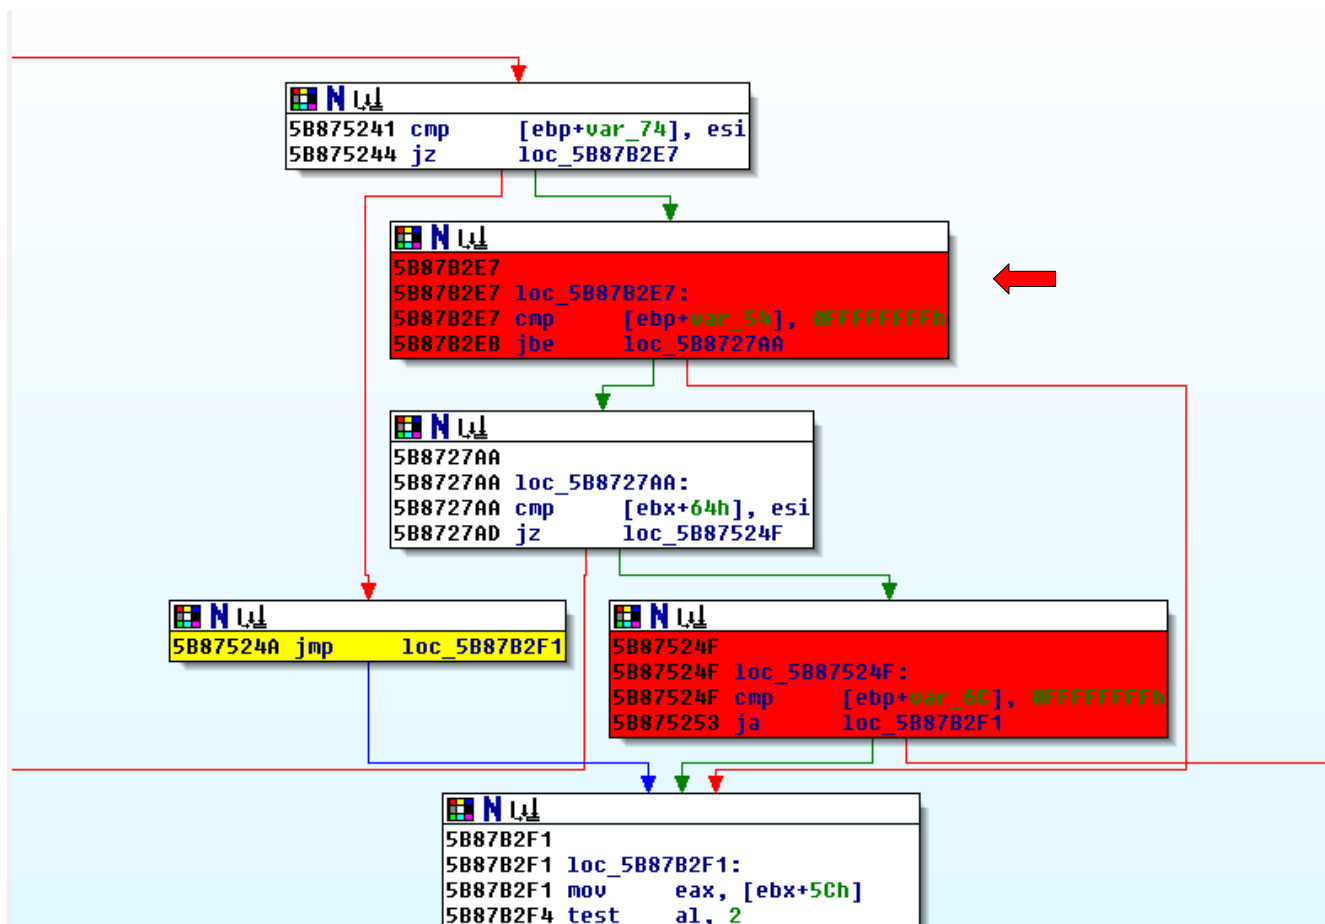 5B875241 cmp [ebp+var_74], esi
5B875244 jz loc_5B87B2E7
5B87B2E7
5B87B2E7 loc_5B87B2E7:
5B87B2E7 cmp [ebp+var_54], 0FFFFFFFFh
5B87B2EB jbe loc_5B8727AA
5B8727AA
5B8727AA loc_5B8727AA:
5B8727AA cmp [ebx+64h], esi
5B8727AD jz loc_5B87524F
5B87524A jmp loc_5B87B2F1
5B87524F
5B87524F loc_5B87524F:
5B87524F cmp [ebp+var_6C], 0FFFFFFFFh
5B875253 ja loc_5B87B2F1
5B87B2F1
5B87B2F1 loc_5B87B2F1:
5B87B2F1 mov eax, [ebx+5Ch]
5B87B2F4 test al, 2